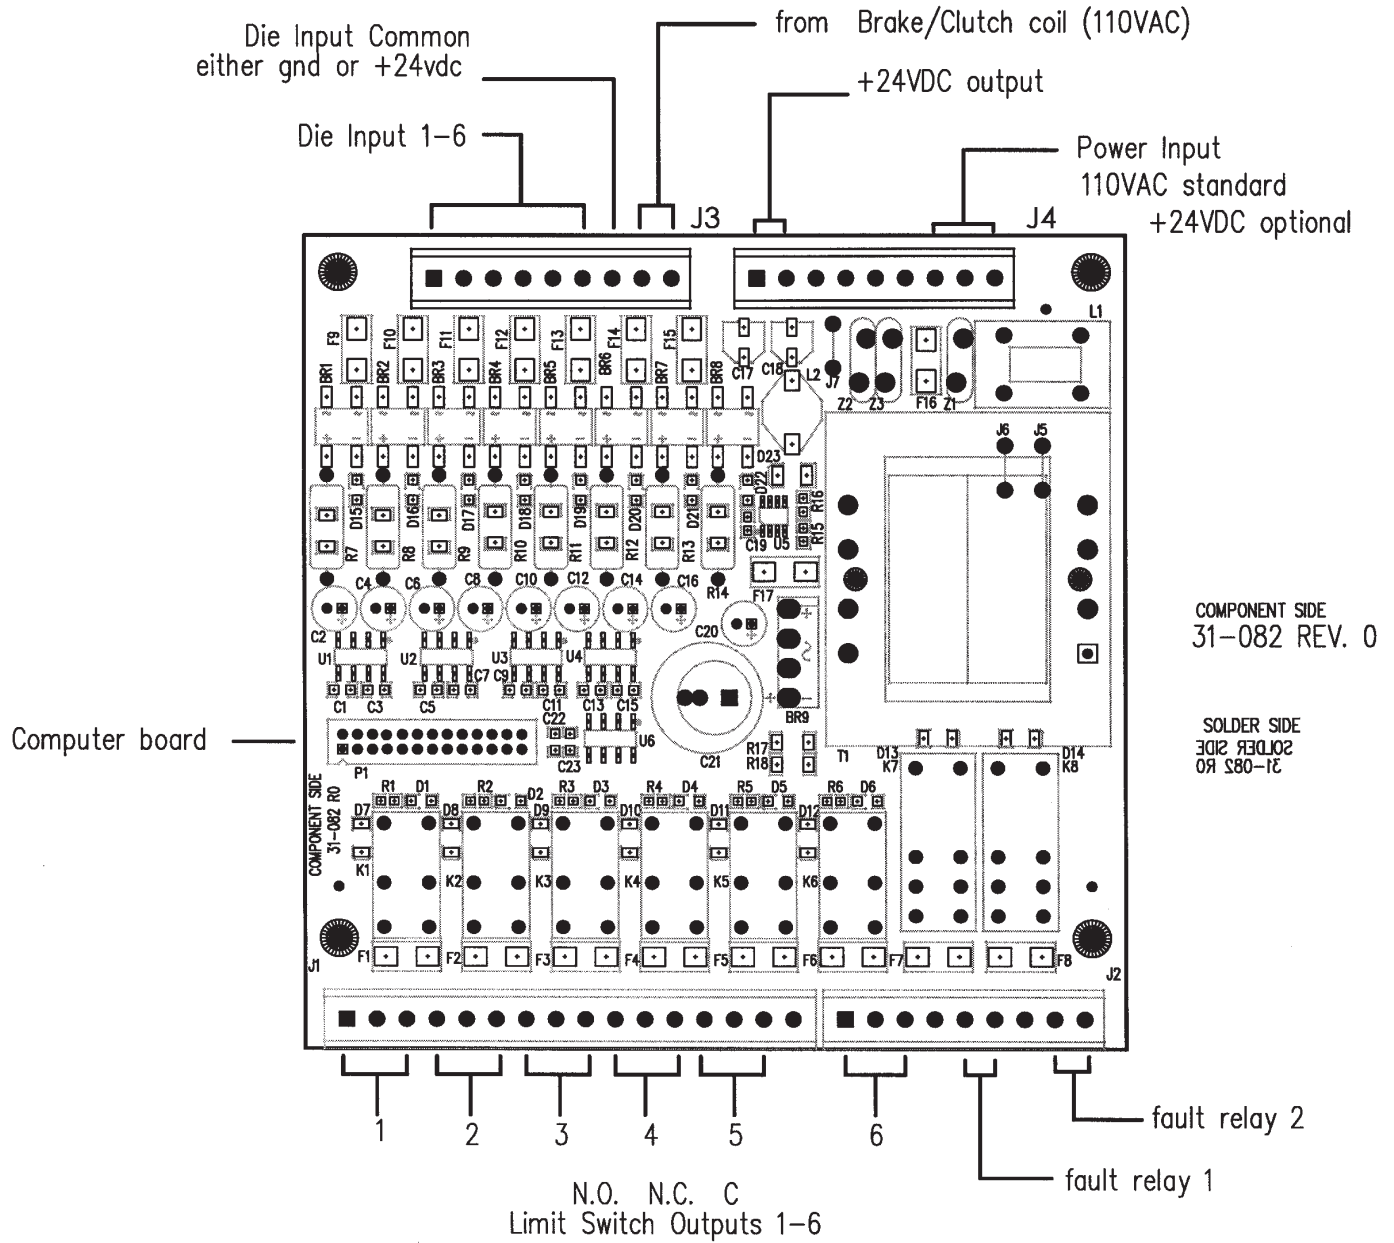 Die Input Common
either gnd or +24vdc
from Brake/Clutch coil (110VAC)
+24VDC output
Die Input 1-6
Power Input
110VAC standard
+24VDC optional
J3
J4
L1
F9 F10 F11 F12 F13 F14 F15
BR1 BR2 BR3 BR4 BR5 BR6 BR7 BR8
C17 C18 L2 J7 Z2 Z3 F16 Z1
J6 J5
D23
D22
D15 D16 D17 D18 D19 D20 D21
R16
R15
C19 U5
R7 R8 R9 R10 R11 R12 R13
R14
F17
C4 C6 C8 C10 C12 C14 C16
C2
C20
U1 U2 U3 U4
C7 C9
C1 C3 C5 C11 C13 C15
BR9
COMPONENT SIDE
31-082 REV. 0
SOLDER SIDE
SOLDER SIDE
31-082 R0
Computer board
C22
U6
C23
P1
C21
R17
R18
T1
D13
K7
D14
K8
COMPONENT SIDE
31-082 R0
R1 D1 R2 D2 R3 D3 R4 D4 R5 D5 R6 D6
D7 D8 D9 D10 D11 D12
K1 K2 K3 K4 K5 K6
F1 F2 F3 F4 F5 F6 F7 F8
J1
J2
1 2 3 4 5 6
fault relay 2
fault relay 1
N.O. N.C. C
Limit Switch Outputs 1-6